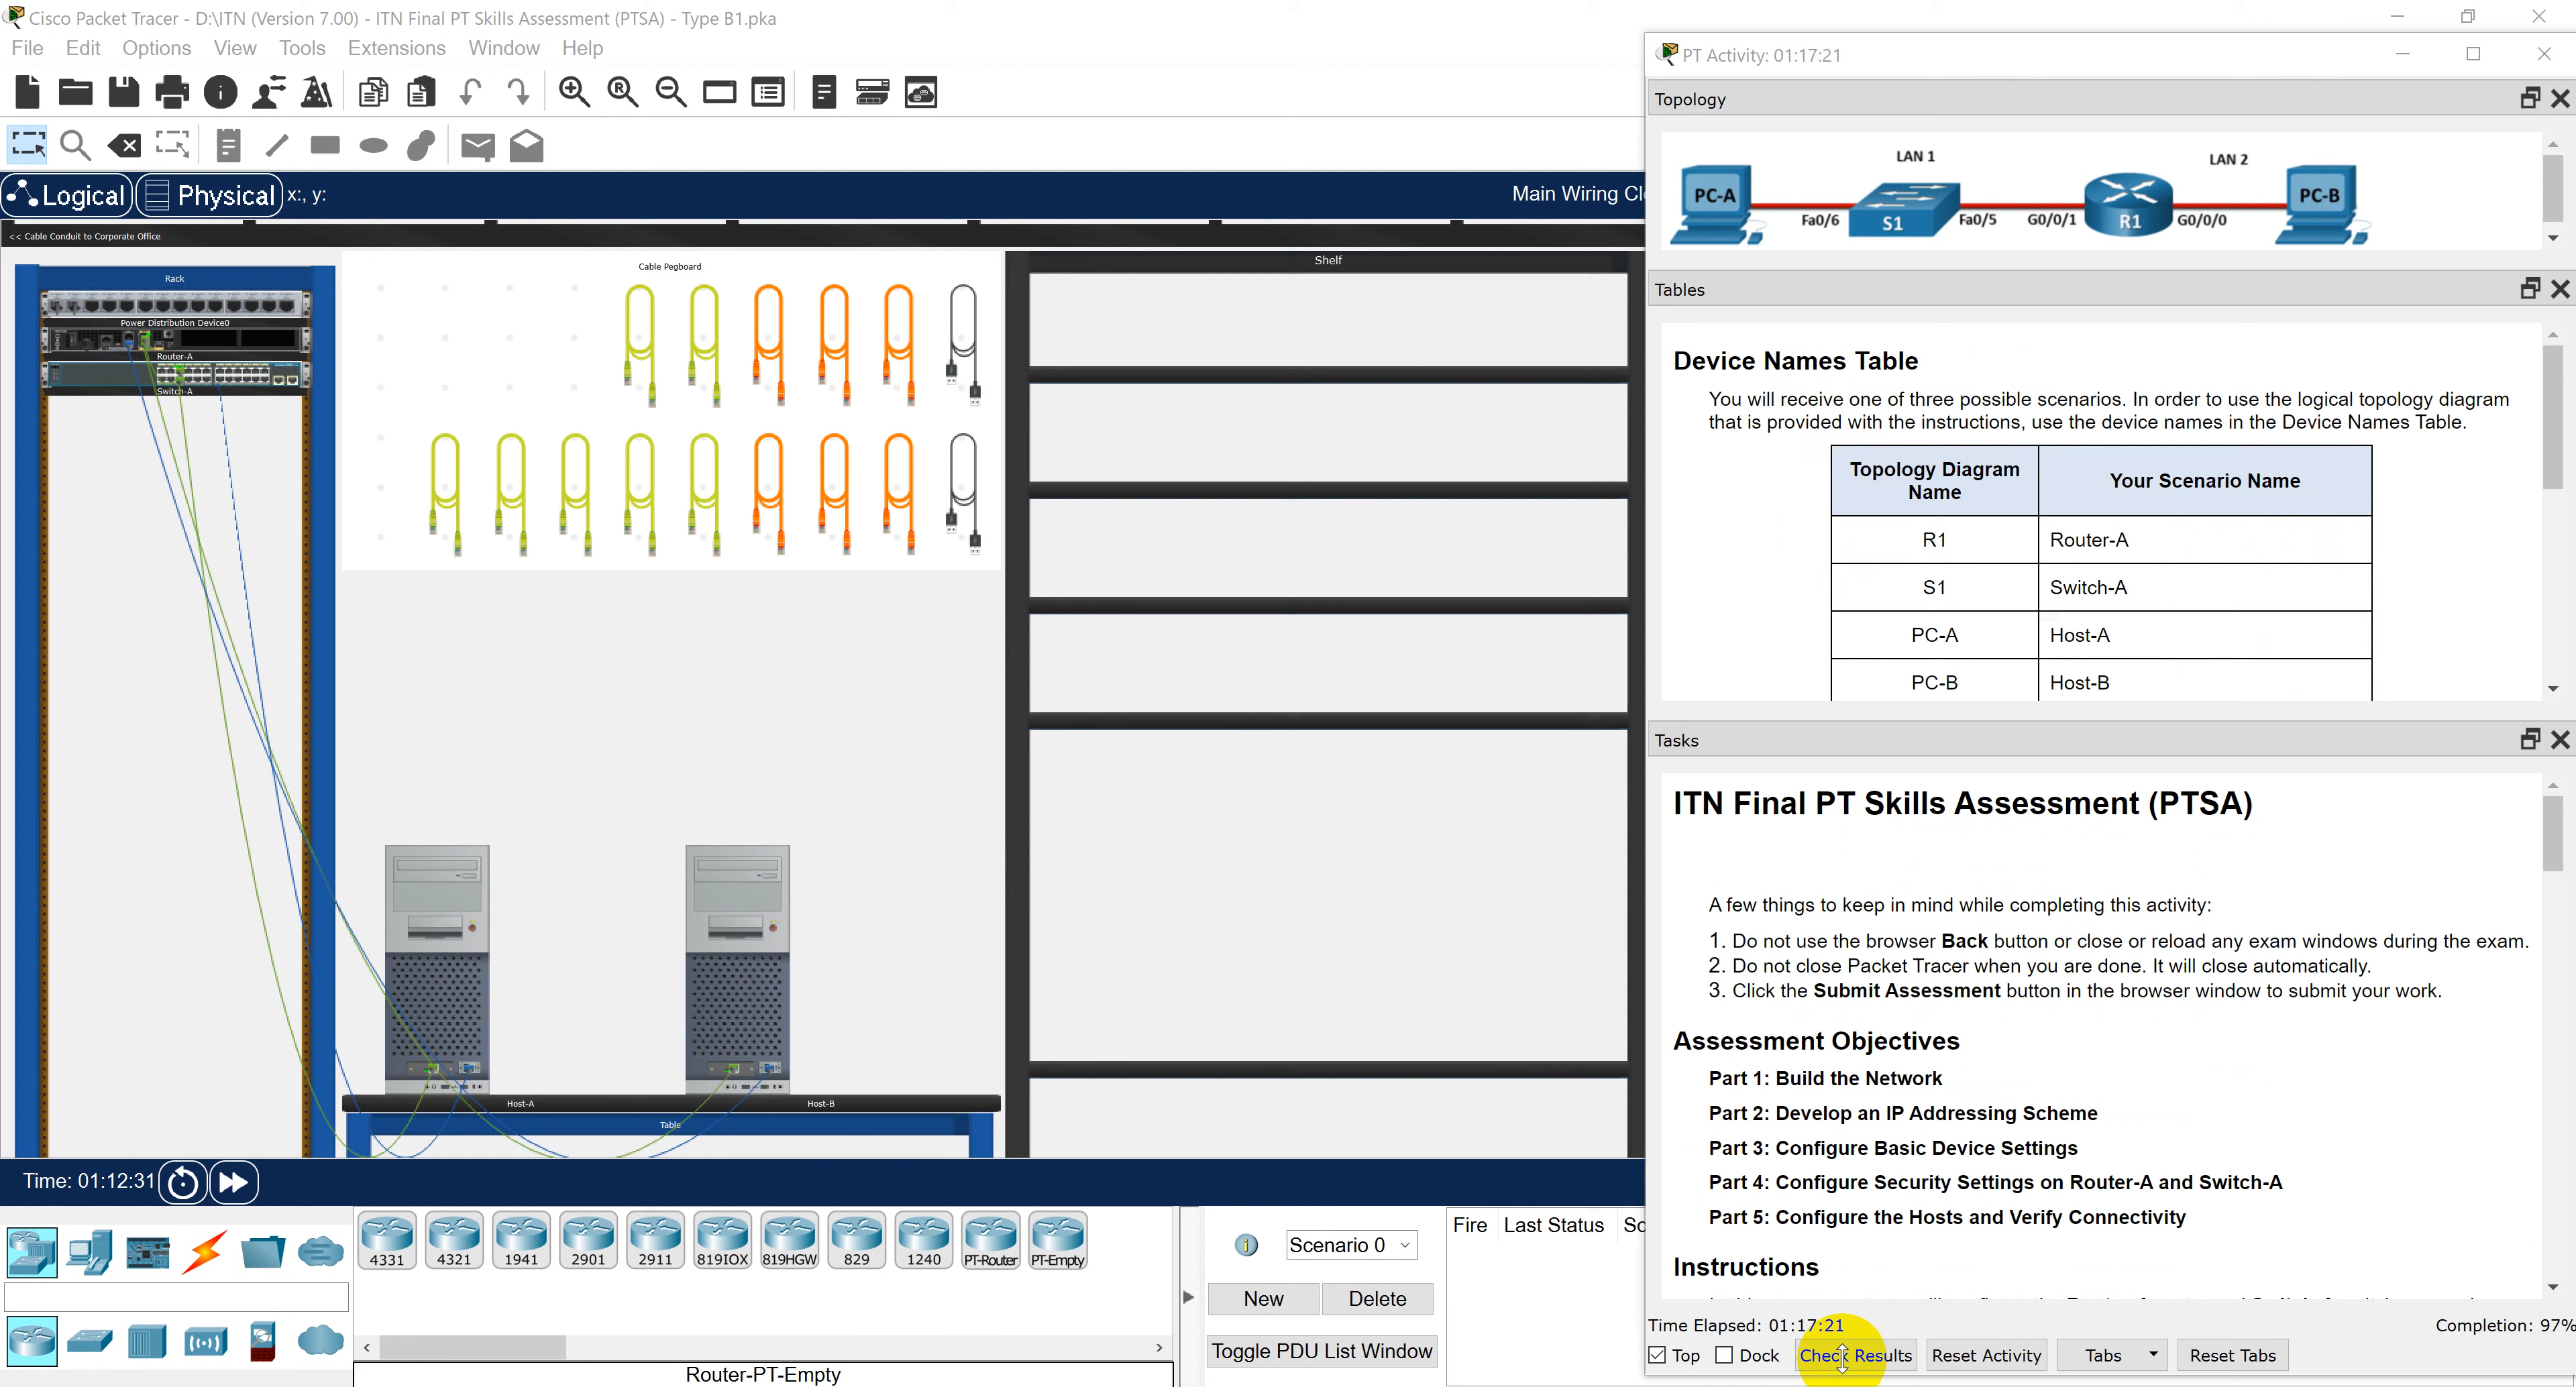 Cisco Packet Tracer - D:\ITN (Version 7.00) - ITN Final PT Skills Assessment (PTSA) - Type B1.pka
File Edit Options View Tools Extensions Window Help
Logical Physical x:, y:
Main Wiring Cl
<< Cable Conduit to Corporate Office
Rack
Power Distribution Device0
Router-A
Switch-A
Cable Pegboard
Shelf
Host-A
Host-B
Table
Time: 01:12:31
4331 4321 1941 2901 2911 819IOX 819HGW 829 1240 PT-Router PT-Empty
Router-PT-Empty
Scenario 0
New Delete
Toggle PDU List Window
Fire Last Status So
PT Activity: 01:17:21
Topology
LAN 1
LAN 2
PC-A
Fa0/6
S1
Fa0/5
G0/0/1
R1
G0/0/0
PC-B
Tables
Device Names Table
You will receive one of three possible scenarios. In order to use the logical topology diagram
that is provided with the instructions, use the device names in the Device Names Table.
Topology Diagram
Name
Your Scenario Name
R1 Router-A
S1 Switch-A
PC-A Host-A
PC-B Host-B
Tasks
ITN Final PT Skills Assessment (PTSA)
A few things to keep in mind while completing this activity:
1. Do not use the browser Back button or close or reload any exam windows during the exam.
2. Do not close Packet Tracer when you are done. It will close automatically.
3. Click the Submit Assessment button in the browser window to submit your work.
Assessment Objectives
Part 1: Build the Network
Part 2: Develop an IP Addressing Scheme
Part 3: Configure Basic Device Settings
Part 4: Configure Security Settings on Router-A and Switch-A
Part 5: Configure the Hosts and Verify Connectivity
Instructions
Time Elapsed: 01:17:21
Completion: 97%
Top Dock Check Results Reset Activity Tabs Reset Tabs